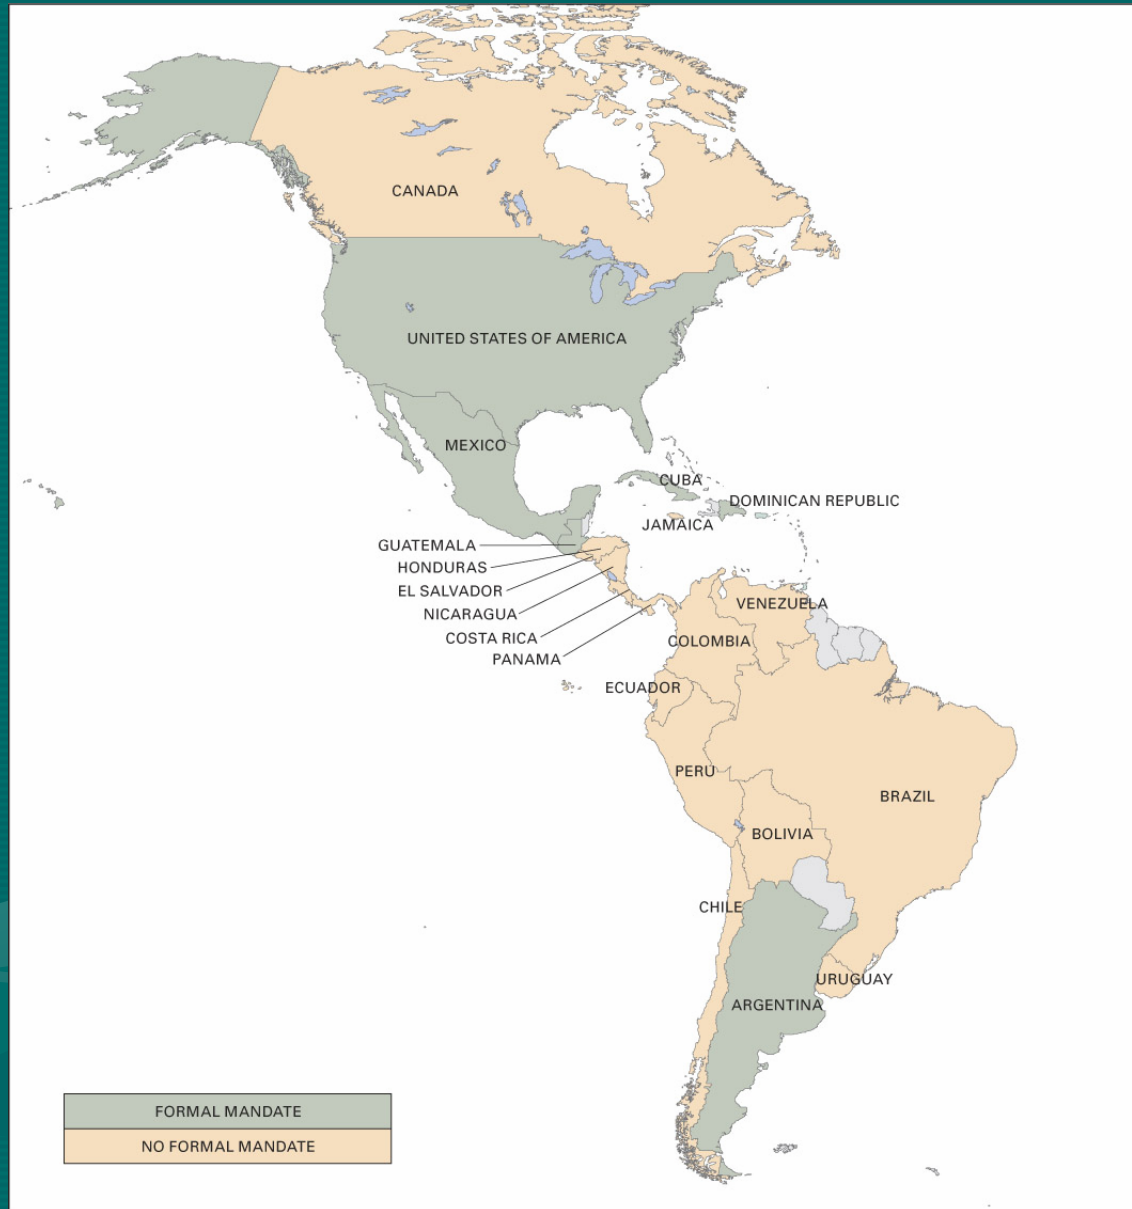 CANADA
UNITED STATES OF AMERICA
MEXICO
CUBA
DOMINICAN REPUBLIC
JAMAICA
GUATEMALA
HONDURAS
EL SALVADOR
NICARAGUA
COSTA RICA
PANAMA
VENEZUELA
COLOMBIA
ECUADOR
PERU
BRAZIL
BOLIVIA
CHILE
URUGUAY
ARGENTINA
FORMAL MANDATE
NO FORMAL MANDATE